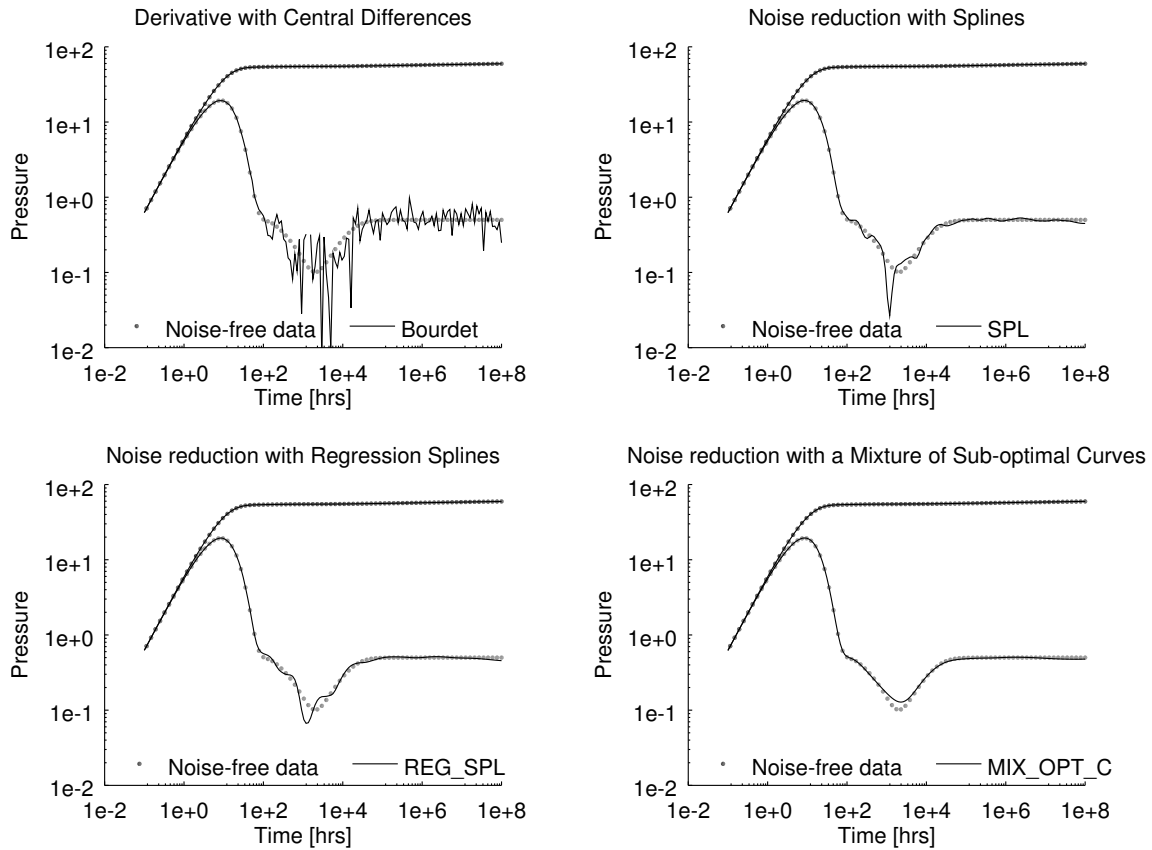 Derivative with Central Differences
1e+2
1e+1
1e+0
1e-1
1e-2
Pressure
Noise-free data
Bourdet
1e-2
1e+0
1e+2
1e+4
1e+6
1e+8
Time [hrs]
Noise reduction with Splines
1e+2
1e+1
1e+0
1e-1
1e-2
Pressure
Noise-free data
SPL
1e-2
1e+0
1e+2
1e+4
1e+6
1e+8
Time [hrs]
Noise reduction with Regression Splines
1e+2
1e+1
1e+0
1e-1
1e-2
Pressure
Noise-free data
REG_SPL
1e-2
1e+0
1e+2
1e+4
1e+6
1e+8
Time [hrs]
Noise reduction with a Mixture of Sub-optimal Curves
1e+2
1e+1
1e+0
1e-1
1e-2
Pressure
Noise-free data
MIX_OPT_C
1e-2
1e+0
1e+2
1e+4
1e+6
1e+8
Time [hrs]